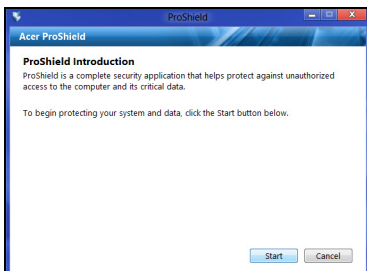 ProShield
Acer ProShield
ProShield Introduction
ProShield is a complete security application that helps protect against unauthorized
access to the computer and its critical data.
To begin protecting your system and data, click the Start button below.
Start Cancel